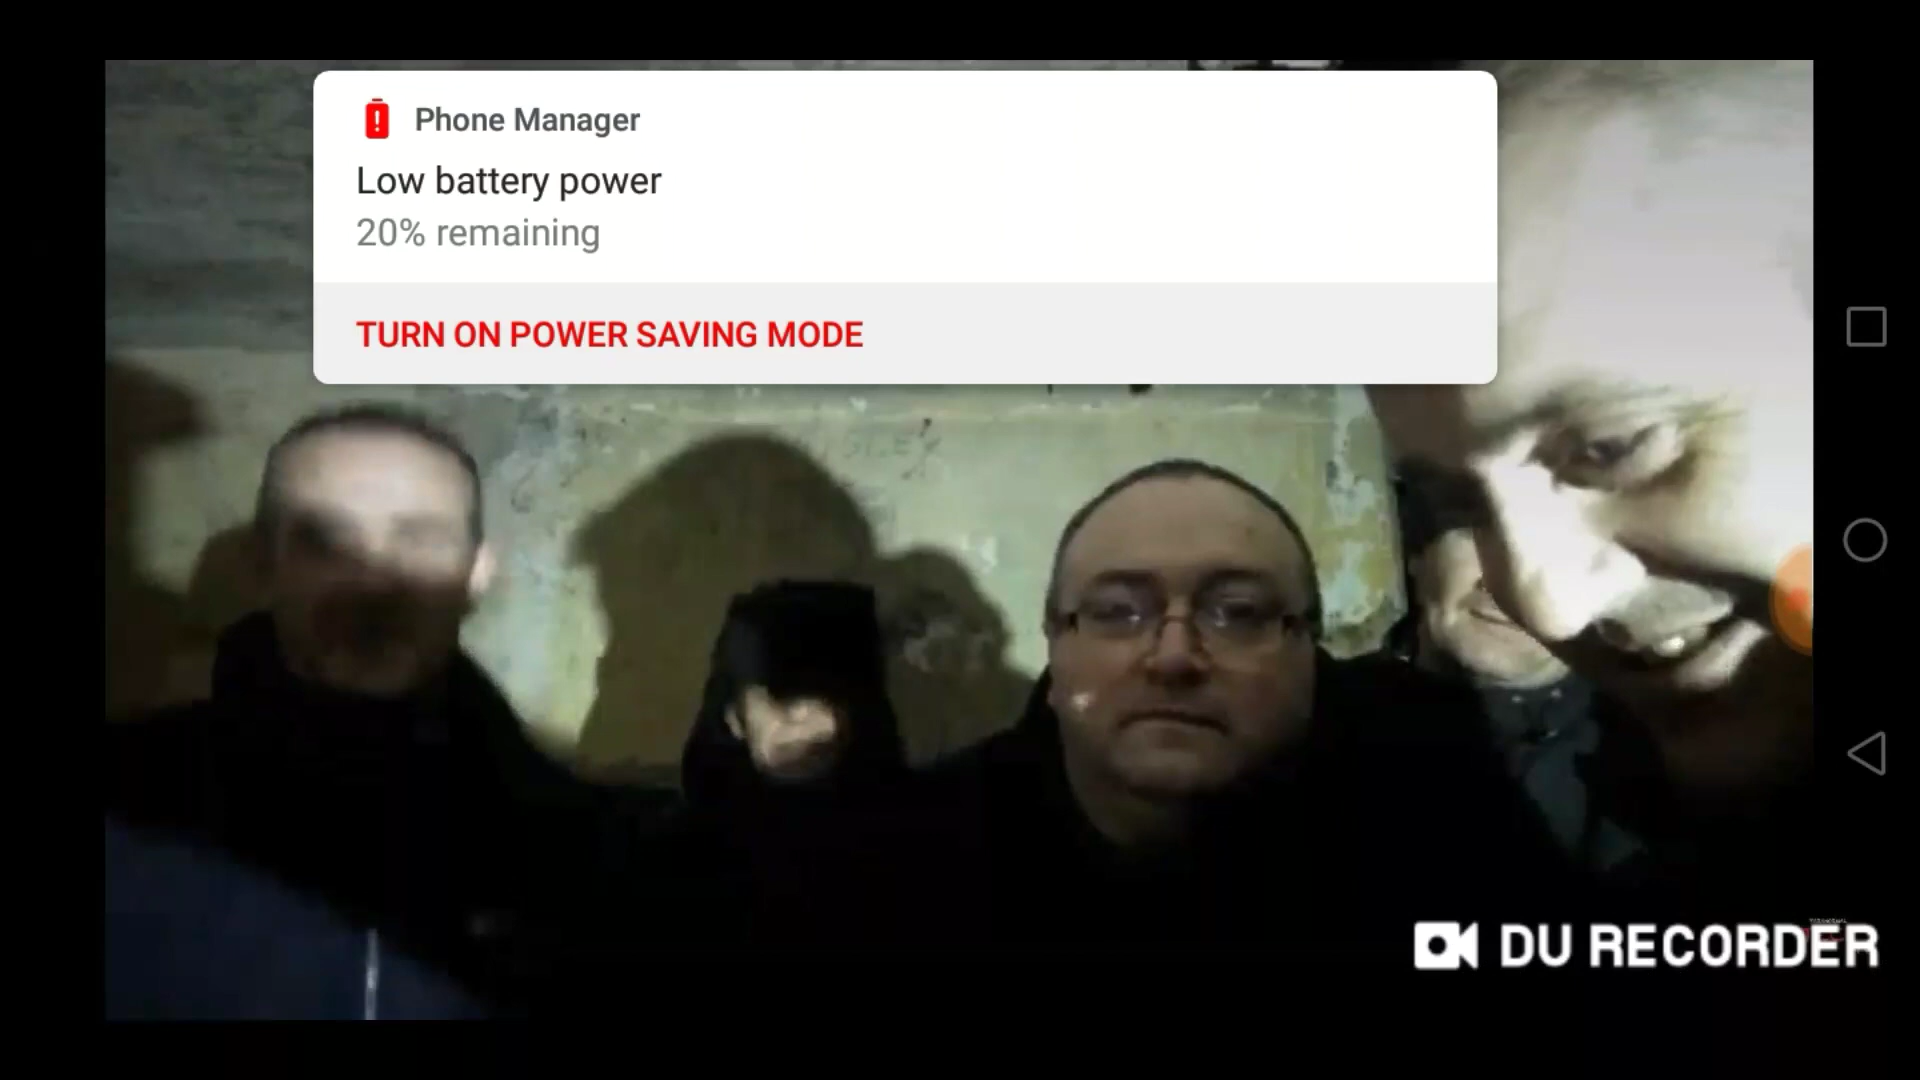 Phone Manager
Low battery power
20% remaining
TURN ON POWER SAVING MODE
DU RECORDER